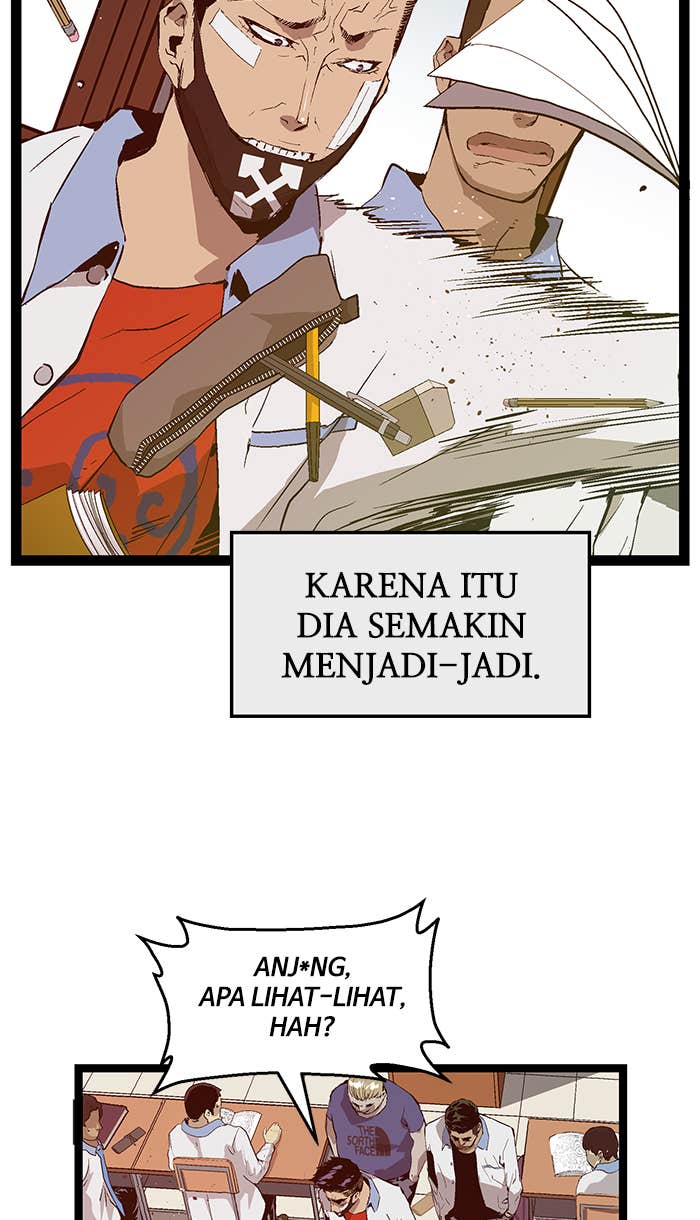 KARENA ITU
DIA SEMAKIN
MENJADI-JADI.
ANJ*NG,
APA LIHAT-LIHAT,
HAH?
THE
SORTH
FACE